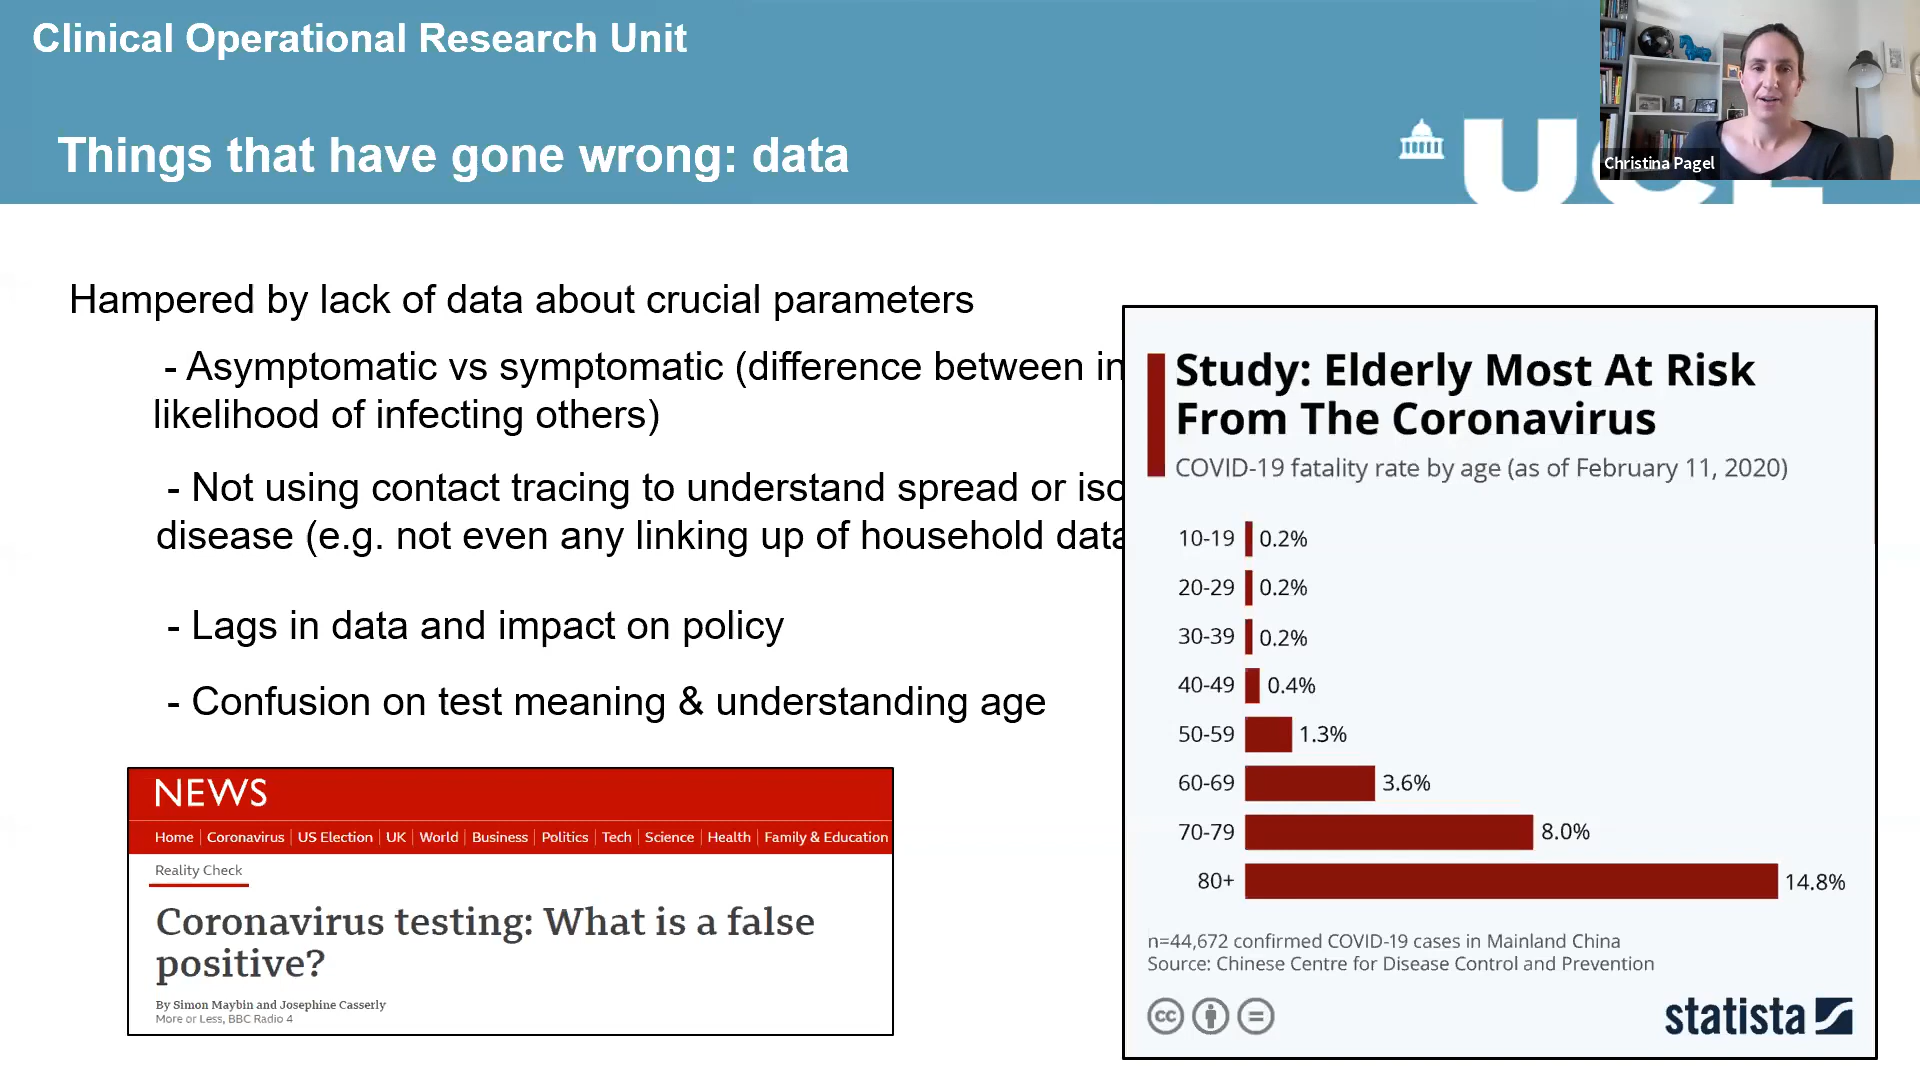 Clinical Operational Research Unit
Things that have gone wrong: data
Christina Pagel
Hampered by lack of data about crucial parameters
- Asymptomatic vs symptomatic (difference between in
likelihood of infecting others)
- Not using contact tracing to understand spread or iso
disease (e.g. not even any linking up of household data
- Lags in data and impact on policy
- Confusion on test meaning & understanding age
NEWS
Home Coronavirus US Election UK World Business Politics Tech Science Health Family & Education
Reality Check
Coronavirus testing: What is a false
positive?
By Simon Maybin and Josephine Casserly
More or Less, BBC Radio 4
Study: Elderly Most At Risk
From The Coronavirus
COVID-19 fatality rate by age (as of February 11, 2020)
10-19 0.2%
20-29 0.2%
30-39 0.2%
40-49 0.4%
50-59 1.3%
60-69 3.6%
70-79 8.0%
80+ 14.8%
n=44,672 confirmed COVID-19 cases in Mainland China
Source: Chinese Centre for Disease Control and Prevention
cc
statista